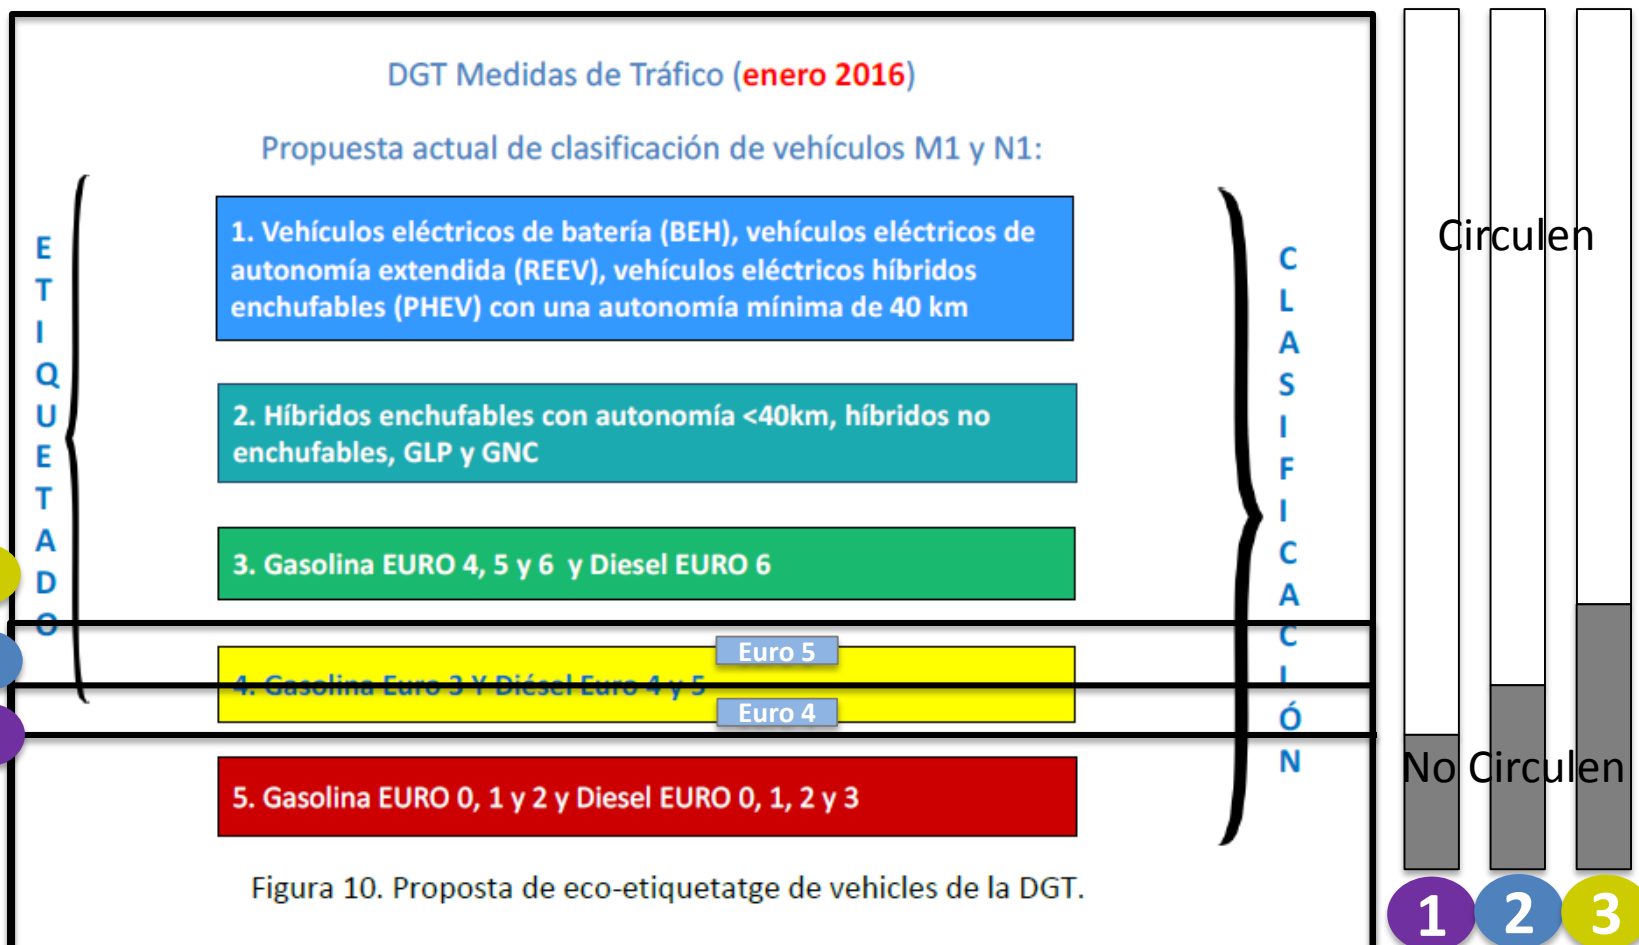 DGT Medidas de Tráfico (enero 2016)
Propuesta actual de clasificación de vehículos M1 y N1:
ETIQUETADO
1. Vehículos eléctricos de batería (BEH), vehículos eléctricos de
autonomía extendida (REEV), vehículos eléctricos híbridos
enchufables (PHEV) con una autonomía mínima de 40 km
2. Híbridos enchufables con autonomía <40km, híbridos no
enchufables, GLP y GNC
3. Gasolina EURO 4, 5 y 6 y Diesel EURO 6
Euro 5
4. Gasolina Euro 3 Y Diésel Euro 4 y 5
Euro 4
5. Gasolina EURO 0, 1 y 2 y Diesel EURO 0, 1, 2 y 3
CLASIFICACIÓN
Figura 10. Proposta de eco-etiquetatge de vehicles de la DGT.
Circulen
No Circulen
1 2 3